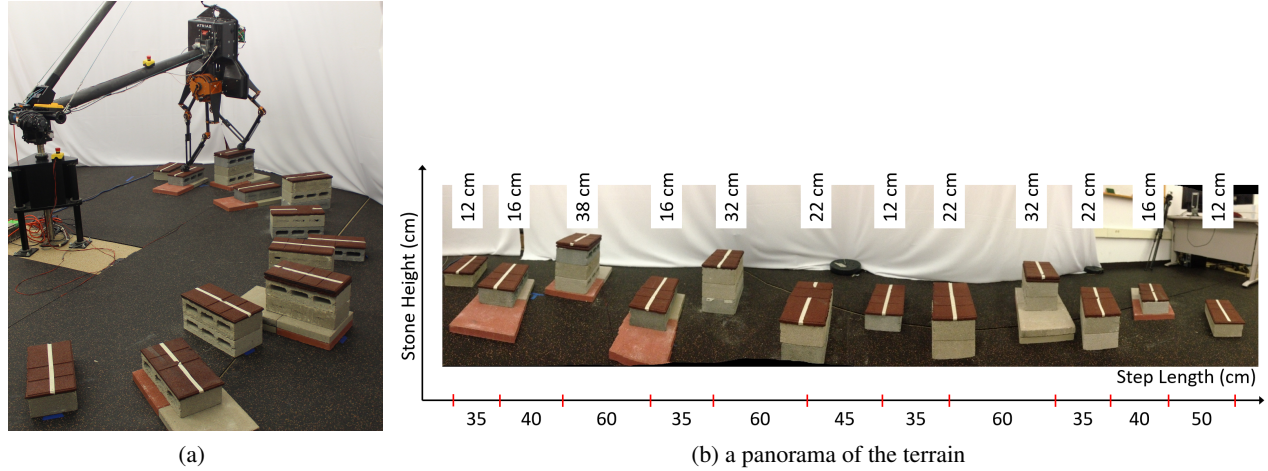 ATRIAS
12 cm
16 cm
38 cm
16 cm
32 cm
22 cm
12 cm
22 cm
32 cm
22 cm
16 cm
12 cm
Stone Height (cm)
Step Length (cm)
35 40 60 35 60 45 35 60 35 40 50
(a)
(b) a panorama of the terrain